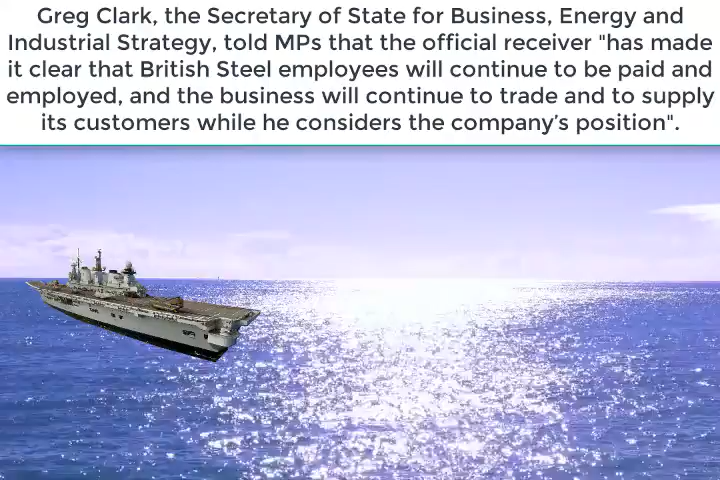 Greg Clark, the Secretary of State for Business, Energy and
Industrial Strategy, told MPs that the official receiver "has made
it clear that British Steel employees will continue to be paid and
employed, and the business will continue to trade and to supply
its customers while he considers the company’s position".